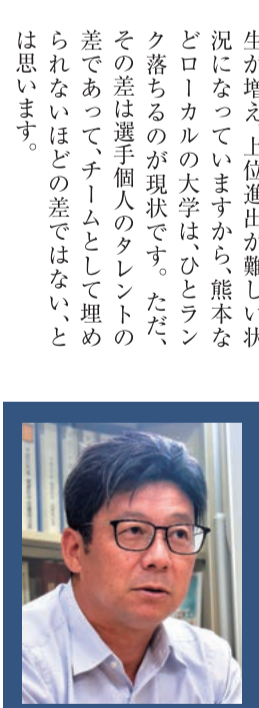 生が増え、上位進出が難しい状
況になっていますから、熊本な
どローカルの大学は、ひとラン
ク落ちるのが現状です。ただ、
その差は選手個人のタレントの
差であって、チームとして埋め
られないほどの差ではない、と
は思います。